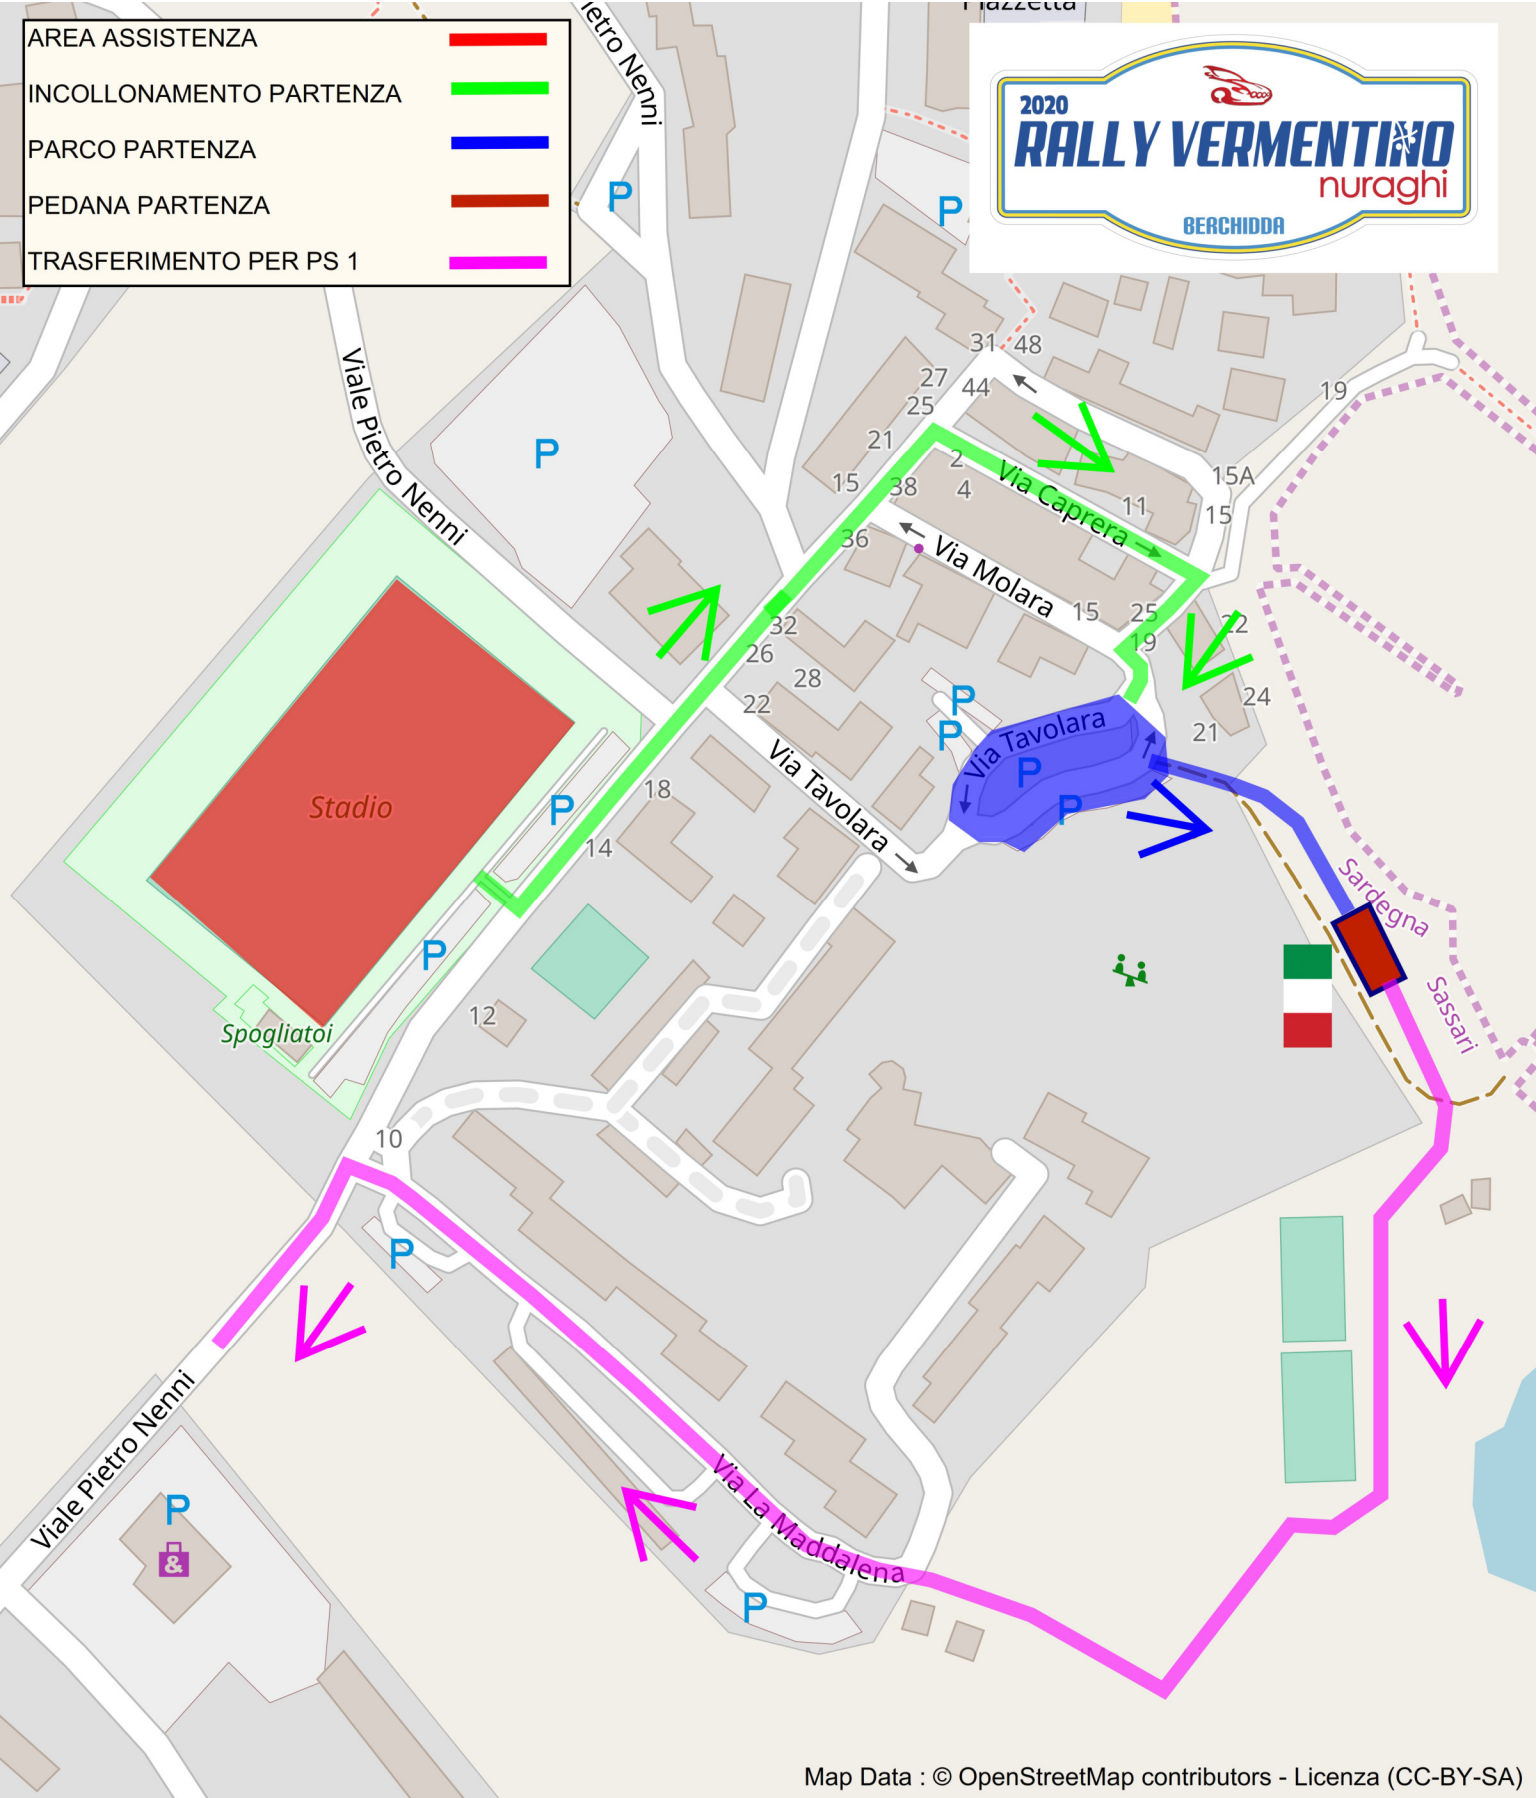 Piazzetta
AREA ASSISTENZA
INCOLLONAMENTO PARTENZA
PARCO PARTENZA
PEDANA PARTENZA
TRASFERIMENTO PER PS 1
2020
RALLY VERMENTINO
nuraghi
BERCHIDDA
Pietro Nenni
P
P
31 48
27
44
25
19
Viale Pietro Nenni
P
21
2
15
38
4
Via Caprera
11
15A
15
36
Via Molara
15
25
22
32
19
26
28
22
P
P
24
21
Via Tavolara
P
P
Via Tavolara
18
P
14
Stadio
Sardegna
P
Sassari
12
Spogliatoi
10
P
Via La Maddalena
Viale Pietro Nenni
P
&
P
Map Data : © OpenStreetMap contributors - Licenza (CC-BY-SA)